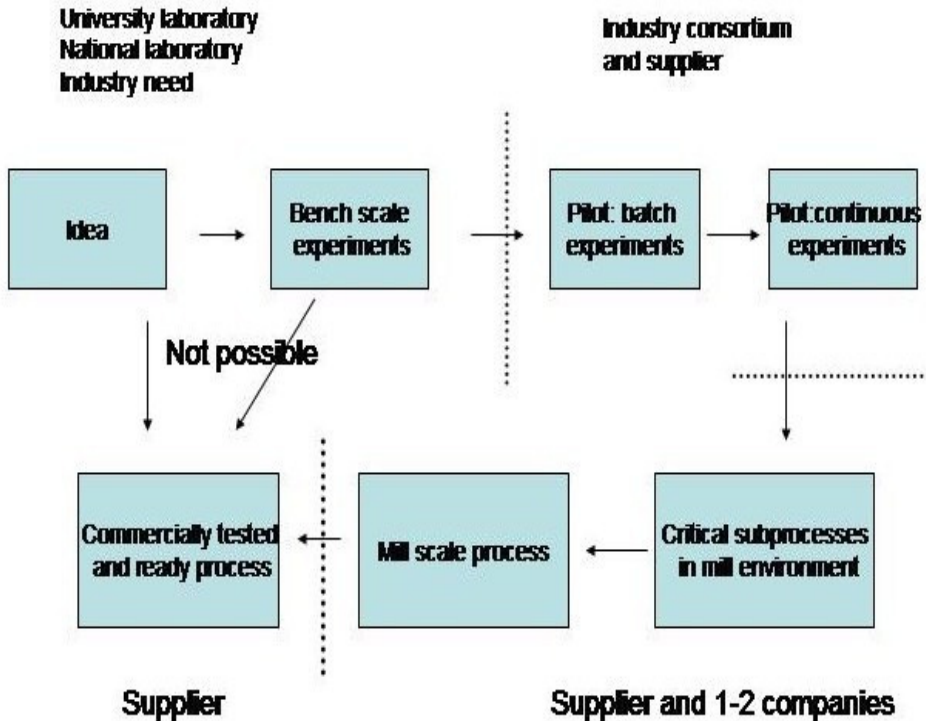 University laboratory
National laboratory
Industry need
Industry consortium
and supplier
Idea
Bench scale
experiments
Pilot: batch
experiments
Pilot:continuous
experiments
Not possible
Commercially tested
and ready process
Mill scale process
Critical subprocesses
in mill environment
Supplier
Supplier and 1-2 companies